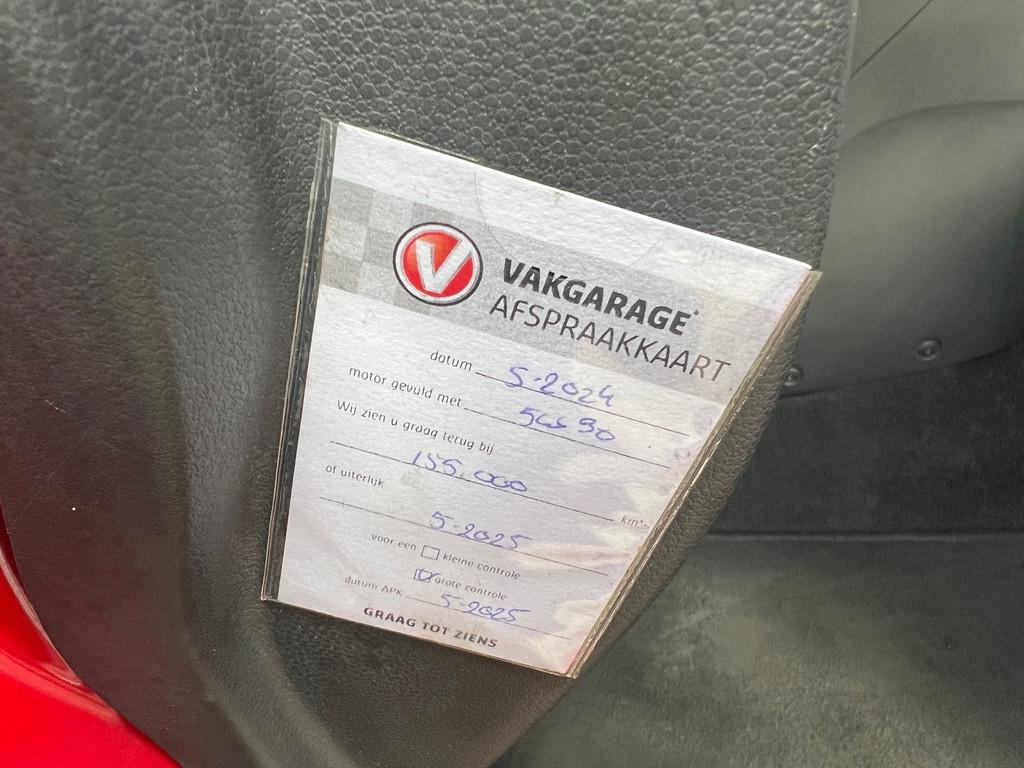 V
VAKGARAGE
AFSPRAAKKAART
datum 5-2024
motor gevuld met 5W30
Wij zien u graag terug bij
155.000 km
of uiterlijk
5-2025
voor een kleine controle
grote controle
datum APK 5-2025
GRAAG TOT ZIENS